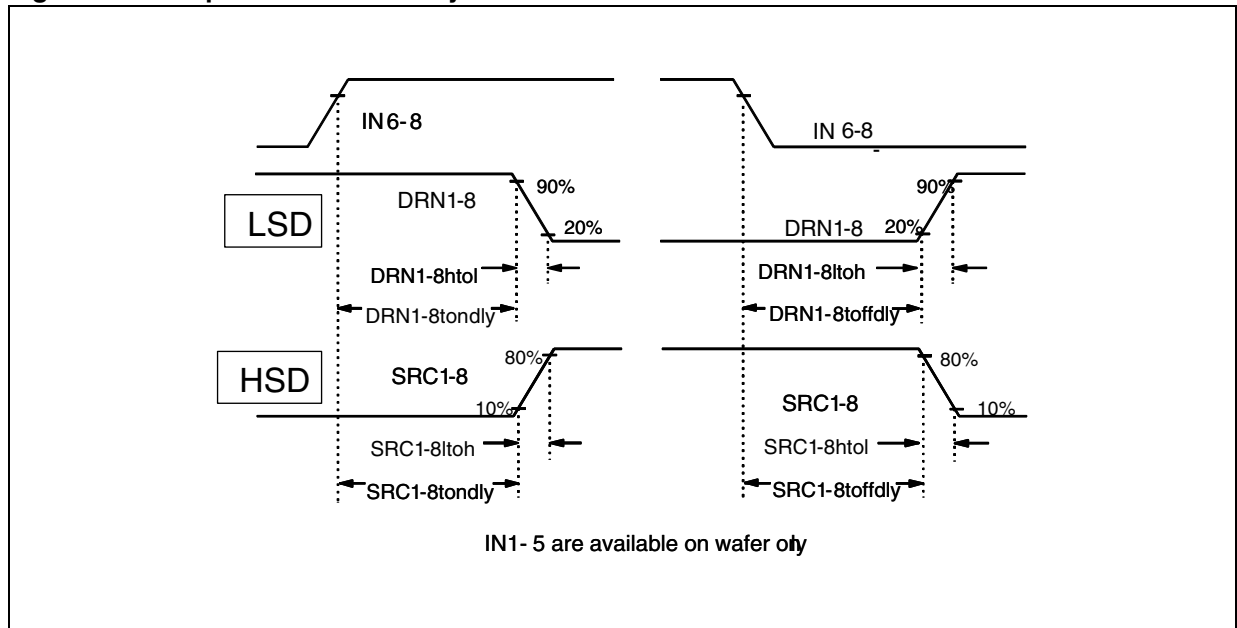 IN6-8
IN 6-8
LSD
DRN1-8
90%
20%
DRN1-8
90%
20%
DRN1-8htol
DRN1-8ltoh
DRN1-8tondly
DRN1-8toffdly
HSD
SRC1-8
80%
10%
SRC1-8
80%
10%
SRC1-8ltoh
SRC1-8htol
SRC1-8tondly
SRC1-8toffdly
IN1- 5 are available on wafer only